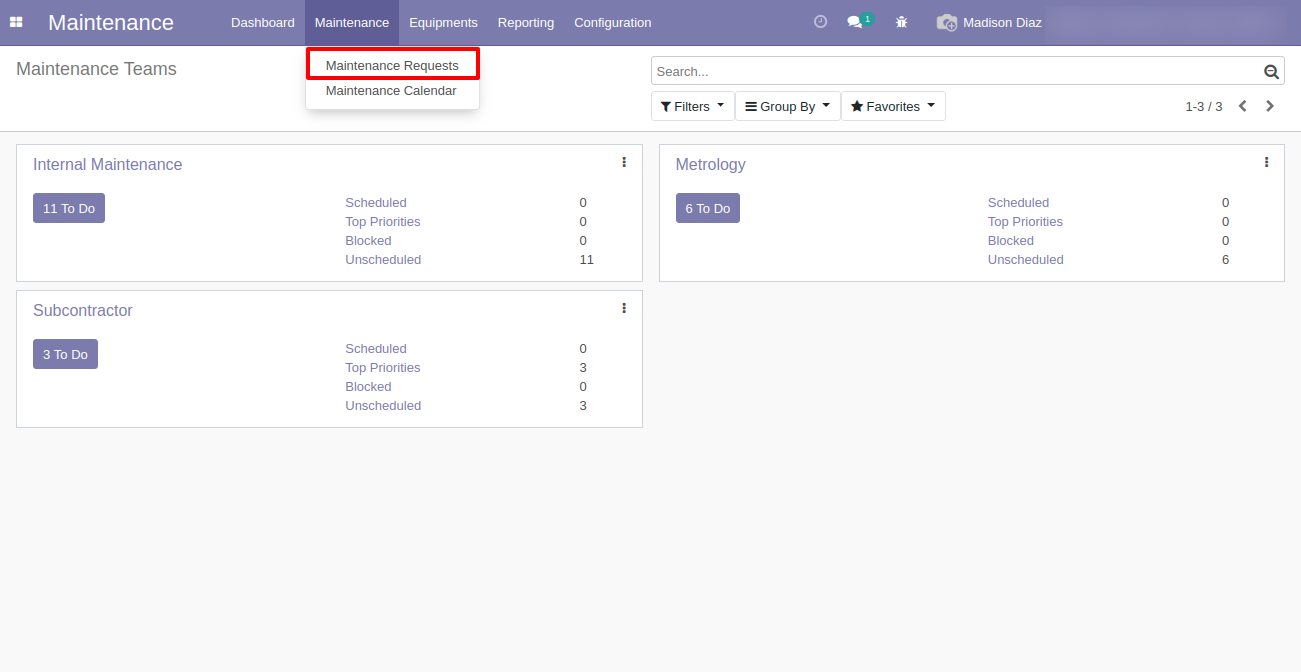 Maintenance
Dashboard Maintenance Equipments Reporting Configuration
1 Madison Diaz
Maintenance Requests
Maintenance Calendar
Maintenance Teams
Search...
Filters Group By Favorites
1-3 / 3
Internal Maintenance
11 To Do
Scheduled 0
Top Priorities 0
Blocked 0
Unscheduled 11
Metrology
6 To Do
Scheduled 0
Top Priorities 0
Blocked 0
Unscheduled 6
Subcontractor
3 To Do
Scheduled 0
Top Priorities 3
Blocked 0
Unscheduled 3